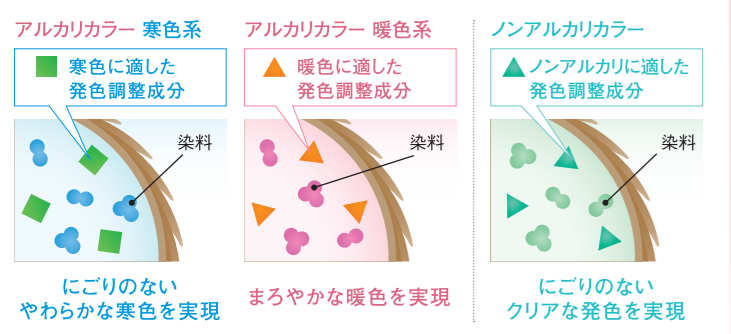 アルカリカラー 寒色系
寒色に適した
発色調整成分
染料
にごりのない
やわらかな寒色を実現
アルカリカラー 暖色系
暖色に適した
発色調整成分
染料
まろやかな暖色を実現
ノンアルカリカラー
ノンアルカリに適した
発色調整成分
染料
にごりのない
クリアな発色を実現